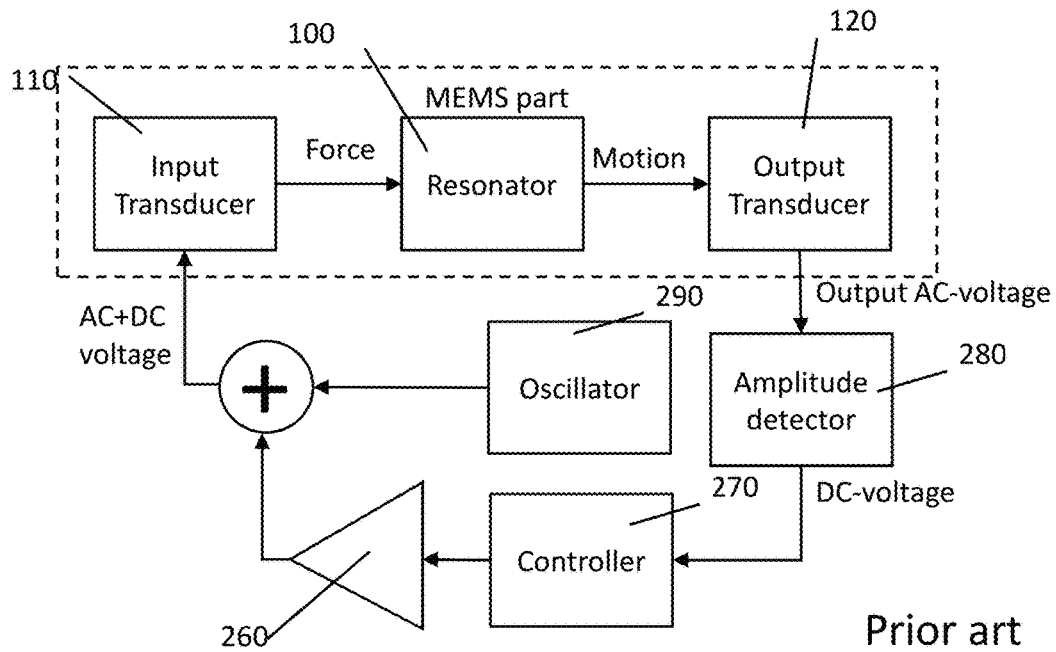 100
120
110
MEMS part
Input
Transducer
Force
Resonator
Motion
Output
Transducer
AC+DC
voltage
290
Output AC-voltage
Oscillator
280
Amplitude
detector
270
DC-voltage
Controller
260
Prior art